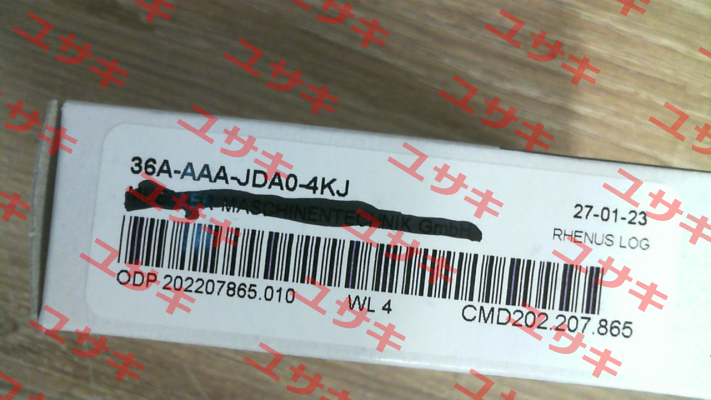 36A-AAA-JDA0-4KJ
MASCHINENTECHNIK GmbH
27-01-23
RHENUS LOG
ODP 202207865.010
WL 4
CMD202.207.865
ユサキ